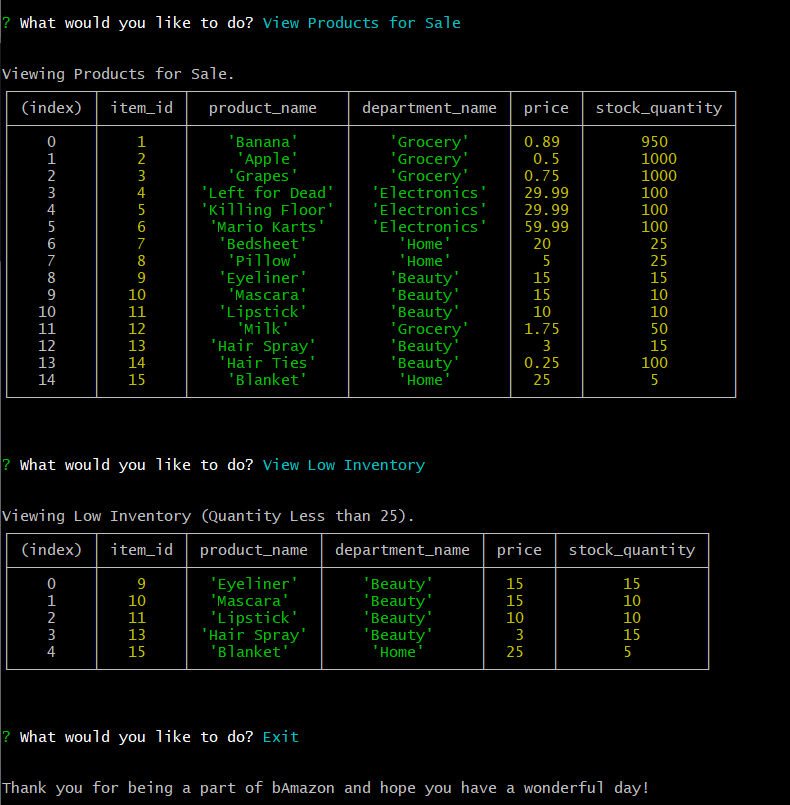 ? What would you like to do? View Products for Sale
Viewing Products for Sale.
(index) item_id product_name department_name price stock_quantity
0 1 'Banana' 'Grocery' 0.89 950
1 2 'Apple' 'Grocery' 0.5 1000
2 3 'Grapes' 'Grocery' 0.75 1000
3 4 'Left for Dead' 'Electronics' 29.99 100
4 5 'Killing Floor' 'Electronics' 29.99 100
5 6 'Mario Karts' 'Electronics' 59.99 100
6 7 'Bedsheet' 'Home' 20 25
7 8 'Pillow' 'Home' 5 25
8 9 'Eyeliner' 'Beauty' 15 15
9 10 'Mascara' 'Beauty' 15 10
10 11 'Lipstick' 'Beauty' 10 10
11 12 'Milk' 'Grocery' 1.75 50
12 13 'Hair Spray' 'Beauty' 3 15
13 14 'Hair Ties' 'Beauty' 0.25 100
14 15 'Blanket' 'Home' 25 5
? What would you like to do? View Low Inventory
Viewing Low Inventory (Quantity Less than 25).
(index) item_id product_name department_name price stock_quantity
0 9 'Eyeliner' 'Beauty' 15 15
1 10 'Mascara' 'Beauty' 15 10
2 11 'Lipstick' 'Beauty' 10 10
3 13 'Hair Spray' 'Beauty' 3 15
4 15 'Blanket' 'Home' 25 5
? What would you like to do? Exit
Thank you for being a part of bAmazon and hope you have a wonderful day!